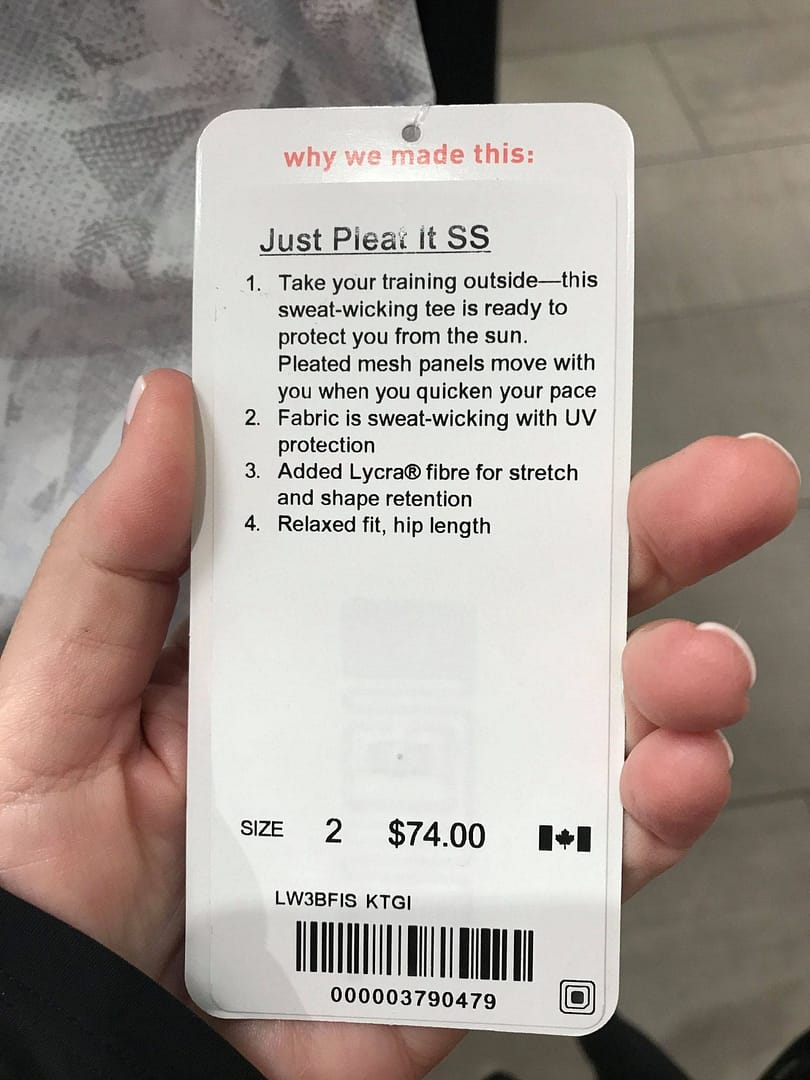 why we made this:
Just Pleat It SS
1. Take your training outside—this
sweat-wicking tee is ready to
protect you from the sun.
Pleated mesh panels move with
you when you quicken your pace
2. Fabric is sweat-wicking with UV
protection
3. Added Lycra® fibre for stretch
and shape retention
4. Relaxed fit, hip length
SIZE 2 $74.00
LW3BFIS KTGI
000003790479